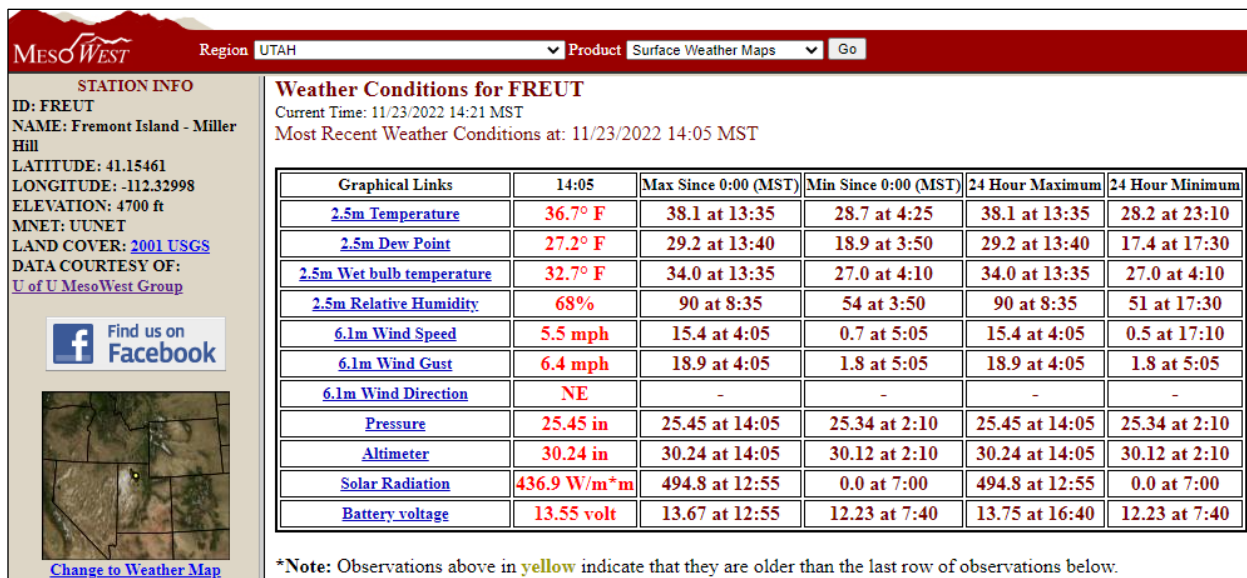 MESOWEST Region UTAH Product Surface Weather Maps Go
STATION INFO
ID: FREUT
NAME: Fremont Island - Miller
Hill
LATITUDE: 41.15461
LONGITUDE: -112.32998
ELEVATION: 4700 ft
MNET: UUNET
LAND COVER: 2001 USGS
DATA COURTESY OF:
U of U MesoWest Group
Find us on
Facebook
Change to Weather Map
Weather Conditions for FREUT
Current Time: 11/23/2022 14:21 MST
Most Recent Weather Conditions at: 11/23/2022 14:05 MST
Graphical Links 14:05 Max Since 0:00 (MST) Min Since 0:00 (MST) 24 Hour Maximum 24 Hour Minimum
2.5m Temperature 36.7° F 38.1 at 13:35 28.7 at 4:25 38.1 at 13:35 28.2 at 23:10
2.5m Dew Point 27.2° F 29.2 at 13:40 18.9 at 3:50 29.2 at 13:40 17.4 at 17:30
2.5m Wet bulb temperature 32.7° F 34.0 at 13:35 27.0 at 4:10 34.0 at 13:35 27.0 at 4:10
2.5m Relative Humidity 68% 90 at 8:35 54 at 3:50 90 at 8:35 51 at 17:30
6.1m Wind Speed 5.5 mph 15.4 at 4:05 0.7 at 5:05 15.4 at 4:05 0.5 at 17:10
6.1m Wind Gust 6.4 mph 18.9 at 4:05 1.8 at 5:05 18.9 at 4:05 1.8 at 5:05
6.1m Wind Direction NE - - - -
Pressure 25.45 in 25.45 at 14:05 25.34 at 2:10 25.45 at 14:05 25.34 at 2:10
Altimeter 30.24 in 30.24 at 14:05 30.12 at 2:10 30.24 at 14:05 30.12 at 2:10
Solar Radiation 436.9 W/m*m 494.8 at 12:55 0.0 at 7:00 494.8 at 12:55 0.0 at 7:00
Battery voltage 13.55 volt 13.67 at 12:55 12.23 at 7:40 13.75 at 16:40 12.23 at 7:40
*Note: Observations above in yellow indicate that they are older than the last row of observations below.